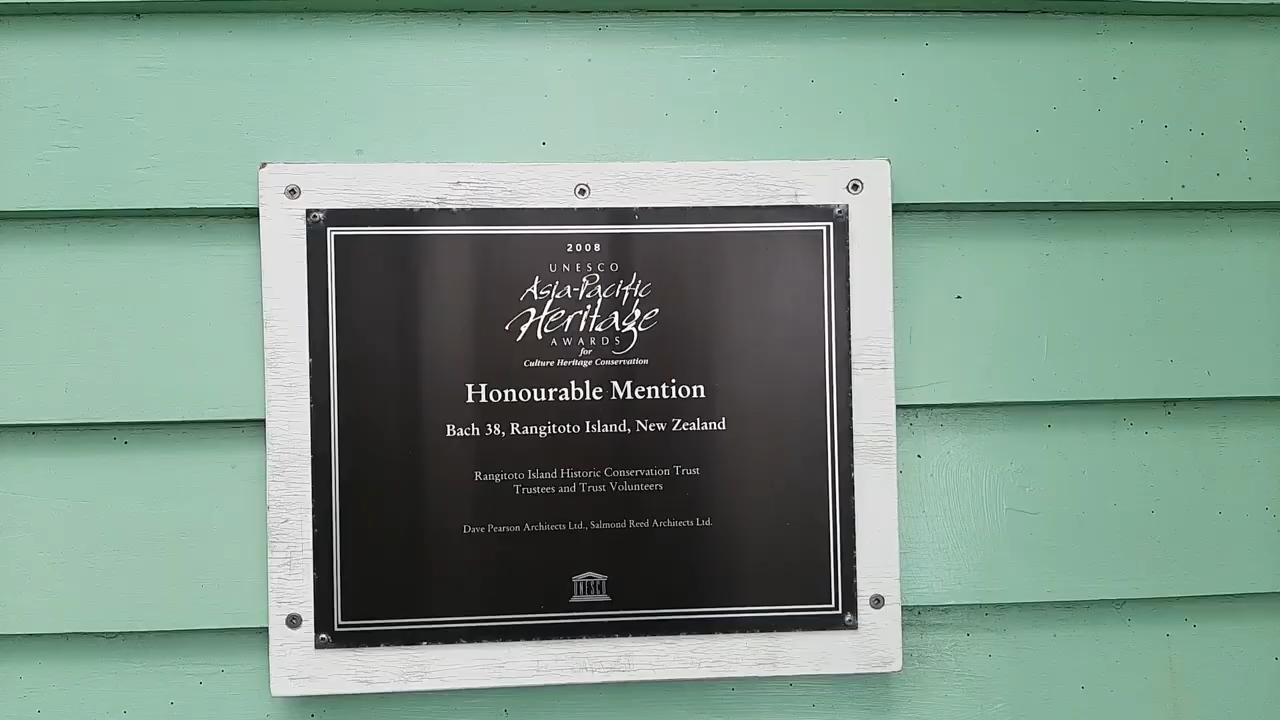 2008
UNESCO
Asia-Pacific
Heritage
AWARDS
for
Culture Heritage Conservation
Honourable Mention
Bach 38, Rangitoto Island, New Zealand
Rangitoto Island Historic Conservation Trust
Trustees and Trust Volunteers
Dave Pearson Architects Ltd., Salmond Reed Architects Ltd.
UNESCO